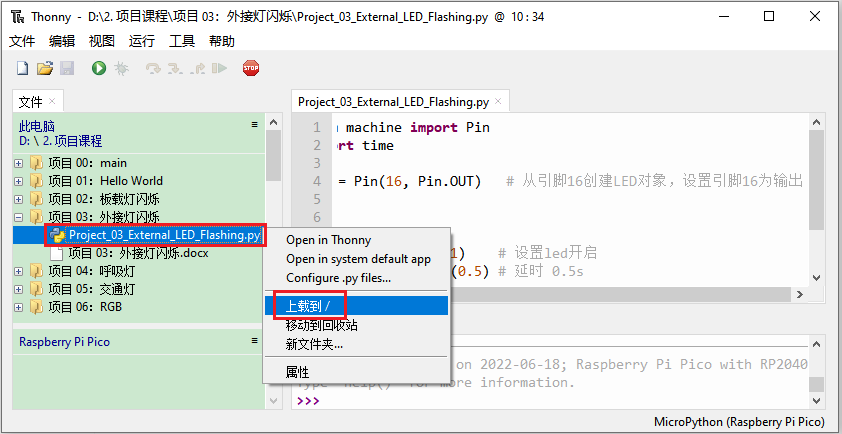 Thonny - D:\2. 项目课程\项目 03：外接灯闪烁\Project_03_External_LED_Flashing.py @ 10 : 34
文件 编辑 视图 运行 工具 帮助
STOP
文件 ×
此电脑
D: \ 2. 项目课程
项目 00：main
项目 01：Hello World
项目 02：板载灯闪烁
项目 03：外接灯闪烁
Project_03_External_LED_Flashing.py
项目 03：外接灯闪烁.docx
项目 04：呼吸灯
项目 05：交通灯
项目 06：RGB
Raspberry Pi Pico
Project_03_External_LED_Flashing.py ×
1 machine import Pin
2 rt time
3
4 = Pin(16, Pin.OUT) # 从引脚16创建LED对象，设置引脚16为输出
5
6
1) # 设置led开启
(0.5) # 延时 0.5s
Open in Thonny
Open in system default app
Configure .py files...
上载到 /
移动到回收站
新文件夹...
属性
on 2022-06-18; Raspberry Pi Pico with RP2040
for more information.
>>>
MicroPython (Raspberry Pi Pico)